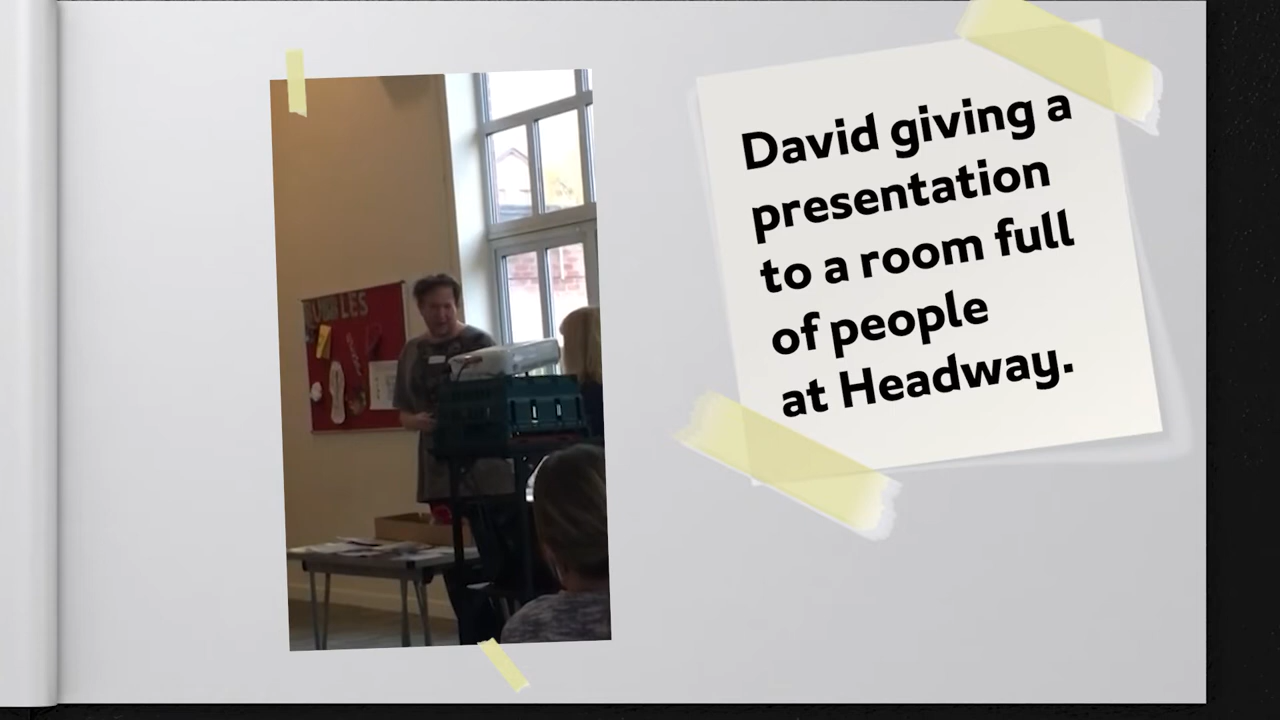 David giving a
presentation
to a room full
of people
at Headway.